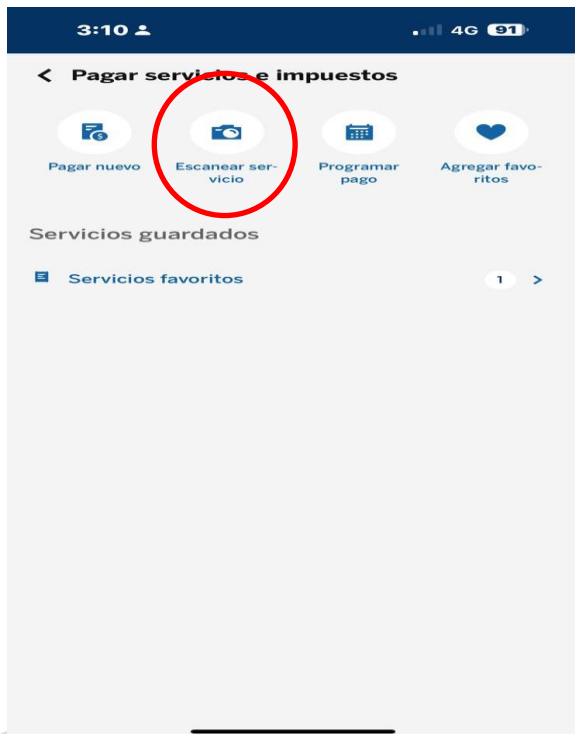 3:10 4G 91
Pagar servicios e impuestos
Pagar nuevo Escanear ser- Programar Agregar favo-
vicio pago ritos
Servicios guardados
Servicios favoritos 1